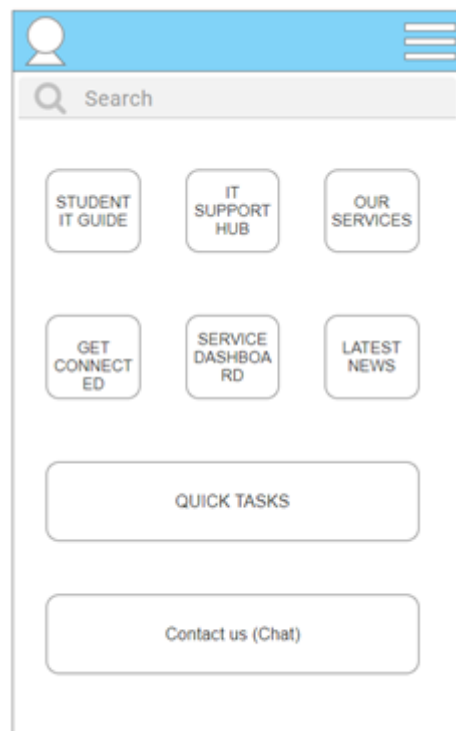 Search
STUDENT
IT GUIDE
IT
SUPPORT
HUB
OUR
SERVICES
GET
CONNECT
ED
SERVICE
DASHBOA
RD
LATEST
NEWS
QUICK TASKS
Contact us (Chat)